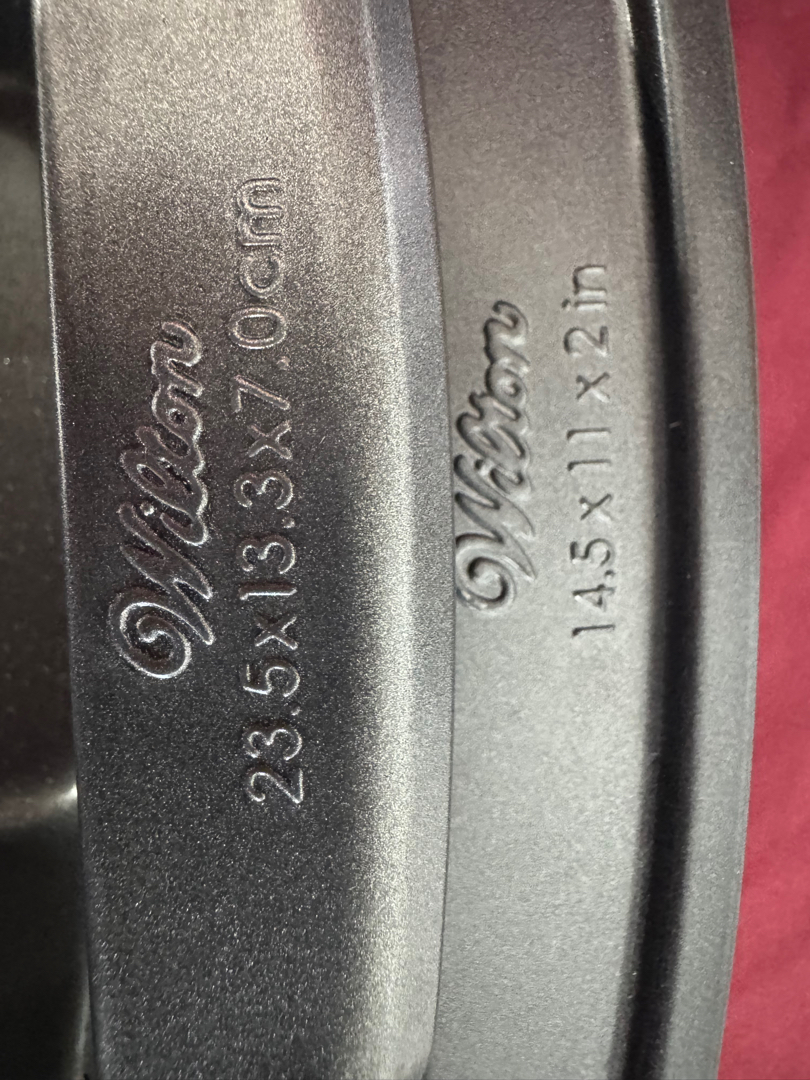 Wilton
23.5x13.3x7.0cm
Wilton
14.5 x 11 x 2 in